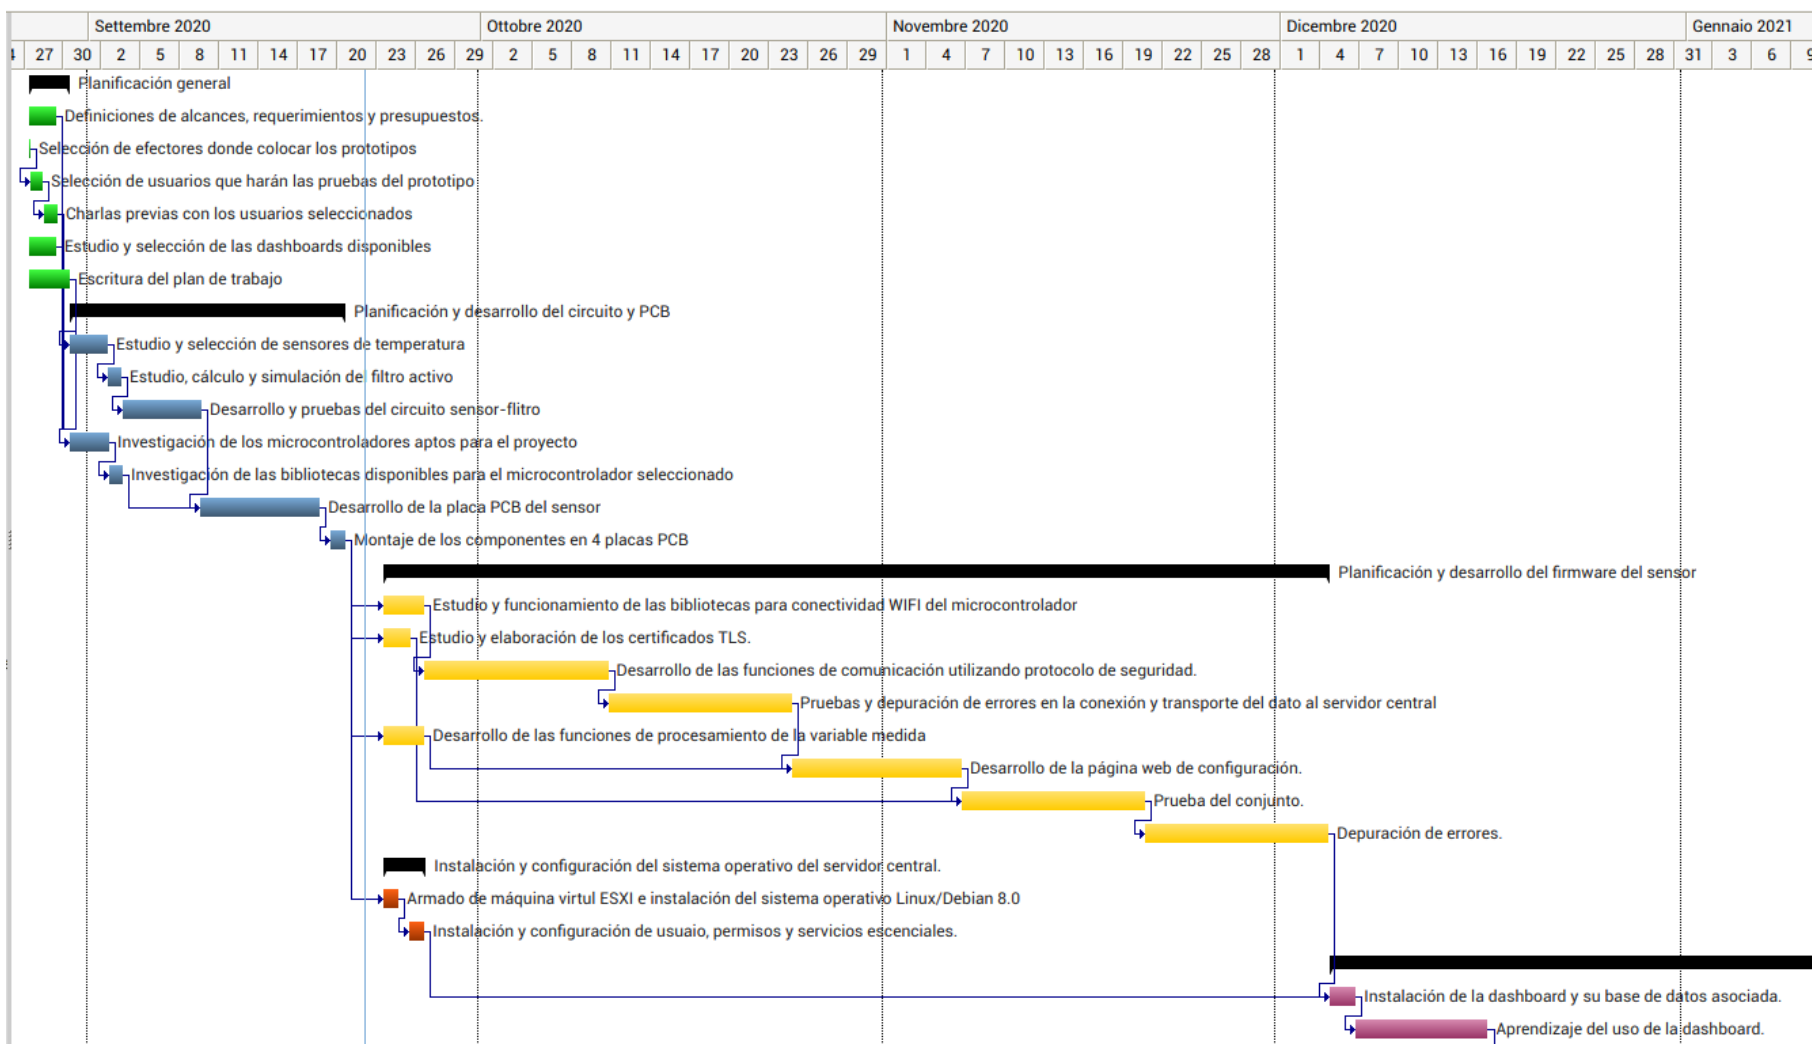 Settembre 2020 Ottobre 2020 Novembre 2020 Dicembre 2020 Gennaio 2021
27 30 2 5 8 11 14 17 20 23 26 29 2 5 8 11 14 17 20 23 26 29 1 4 7 10 13 16 19 22 25 28 1 4 7 10 13 16 19 22 25 28 31 3 6 9
Planificación general
Definiciones de alcances, requerimientos y presupuestos.
Selección de efectores donde colocar los prototipos
Selección de usuarios que harán las pruebas del prototipo
Charlas previas con los usuarios seleccionados
Estudio y selección de las dashboards disponibles
Escritura del plan de trabajo
Planificación y desarrollo del circuito y PCB
Estudio y selección de sensores de temperatura
Estudio, cálculo y simulación del filtro activo
Desarrollo y pruebas del circuito sensor-flitro
Investigación de los microcontroladores aptos para el proyecto
Investigación de las bibliotecas disponibles para el microcontrolador seleccionado
Desarrollo de la placa PCB del sensor
Montaje de los componentes en 4 placas PCB
Planificación y desarrollo del firmware del sensor
Estudio y funcionamiento de las bibliotecas para conectividad WIFI del microcontrolador
Estudio y elaboración de los certificados TLS.
Desarrollo de las funciones de comunicación utilizando protocolo de seguridad.
Pruebas y depuración de errores en la conexión y transporte del dato al servidor central
Desarrollo de las funciones de procesamiento de la variable medida
Desarrollo de la página web de configuración.
Prueba del conjunto.
Depuración de errores.
Instalación y configuración del sistema operativo del servidor central.
Armado de máquina virtul ESXI e instalación del sistema operativo Linux/Debian 8.0
Instalación y configuración de usuaio, permisos y servicios escenciales.
Instalación de la dashboard y su base de datos asociada.
Aprendizaje del uso de la dashboard.